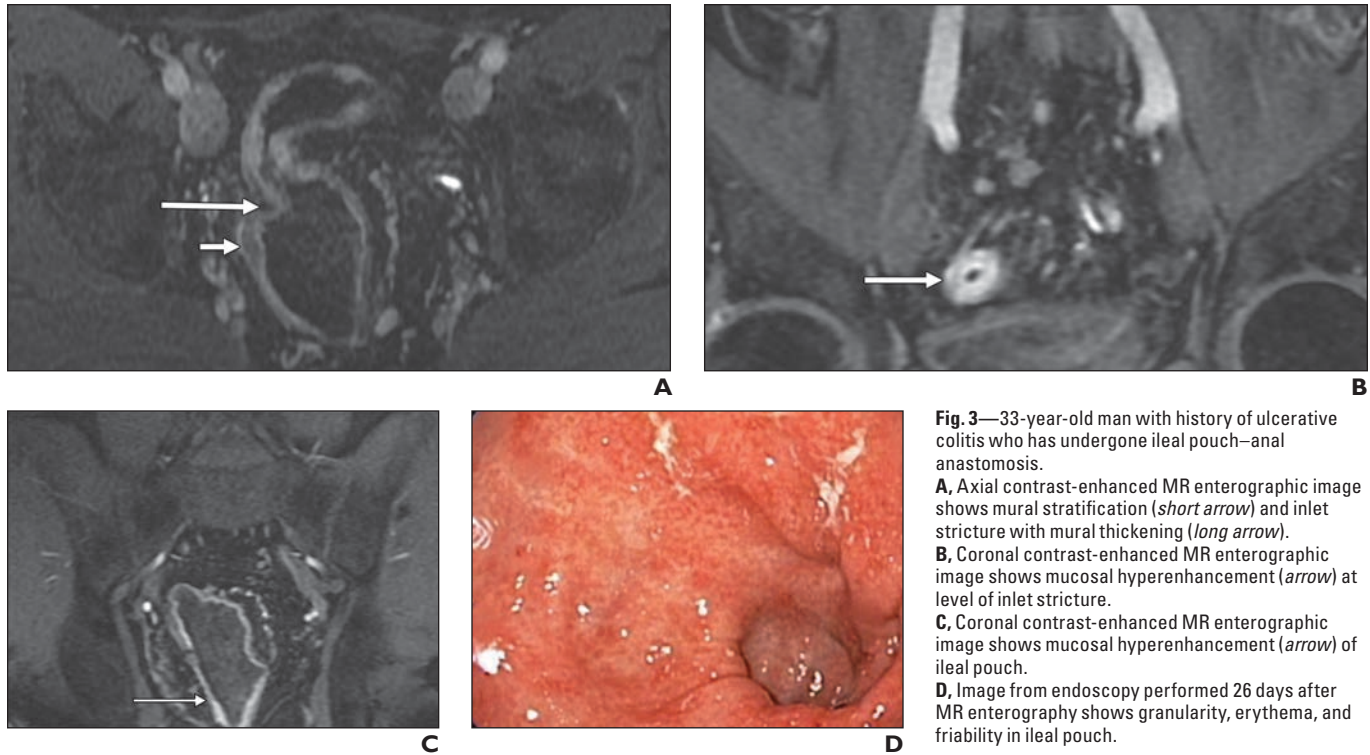 A
B
C
D
Fig. 3—33-year-old man with history of ulcerative
colitis who has undergone ileal pouch–anal
anastomosis.
A, Axial contrast-enhanced MR enterographic image
shows mural stratification (short arrow) and inlet
stricture with mural thickening (long arrow).
B, Coronal contrast-enhanced MR enterographic
image shows mucosal hyperenhancement (arrow) at
level of inlet stricture.
C, Coronal contrast-enhanced MR enterographic
image shows mucosal hyperenhancement (arrow) of
ileal pouch.
D, Image from endoscopy performed 26 days after
MR enterography shows granularity, erythema, and
friability in ileal pouch.